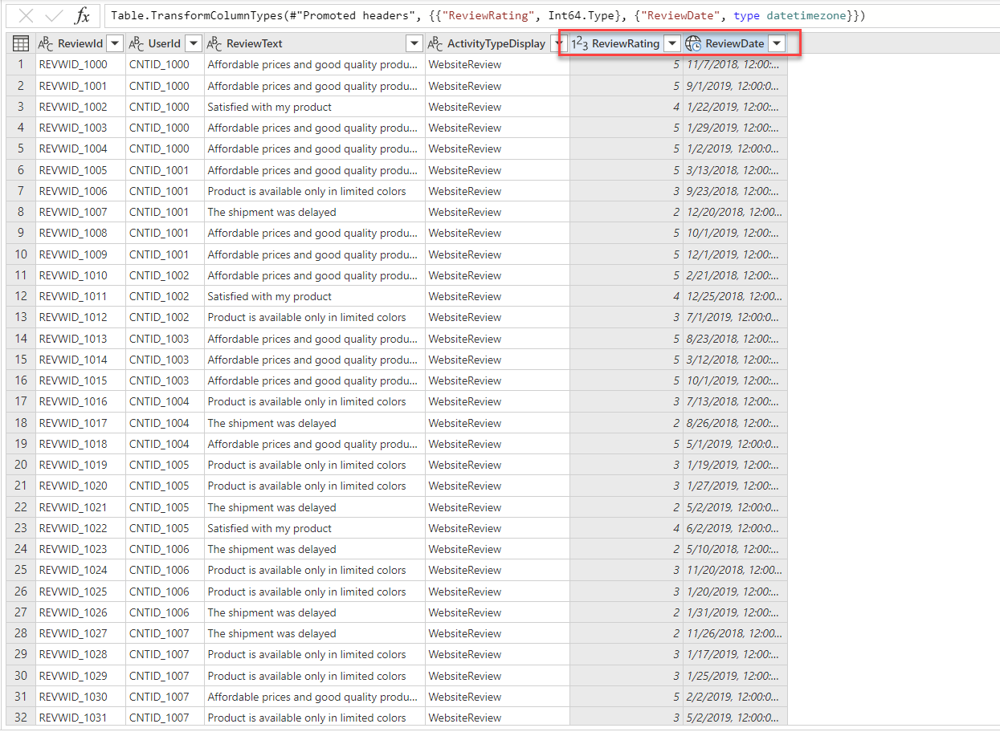 fx Table.TransformColumnTypes(#"Promoted headers", {{"ReviewRating", Int64.Type}, {"ReviewDate", type datetimezone}})
ABC ReviewId ABC UserId ABC ReviewText ABC ActivityTypeDisplay 123 ReviewRating ReviewDate
1 REVWID_1000 CNTID_1000 Affordable prices and good quality produ... WebsiteReview 5 11/7/2018, 12:00:...
2 REVWID_1001 CNTID_1000 Affordable prices and good quality produ... WebsiteReview 5 9/1/2019, 12:00:0...
3 REVWID_1002 CNTID_1000 Satisfied with my product WebsiteReview 4 1/22/2019, 12:00:...
4 REVWID_1003 CNTID_1000 Affordable prices and good quality produ... WebsiteReview 5 1/29/2019, 12:00:...
5 REVWID_1004 CNTID_1000 Affordable prices and good quality produ... WebsiteReview 5 1/2/2019, 12:00:0...
6 REVWID_1005 CNTID_1001 Affordable prices and good quality produ... WebsiteReview 5 3/13/2018, 12:00:...
7 REVWID_1006 CNTID_1001 Product is available only in limited colors WebsiteReview 3 9/23/2018, 12:00:...
8 REVWID_1007 CNTID_1001 The shipment was delayed WebsiteReview 2 12/20/2018, 12:00...
9 REVWID_1008 CNTID_1001 Affordable prices and good quality produ... WebsiteReview 5 10/1/2019, 12:00:...
10 REVWID_1009 CNTID_1001 Affordable prices and good quality produ... WebsiteReview 5 12/1/2019, 12:00:...
11 REVWID_1010 CNTID_1002 Affordable prices and good quality produ... WebsiteReview 5 2/21/2018, 12:00:...
12 REVWID_1011 CNTID_1002 Satisfied with my product WebsiteReview 4 12/25/2018, 12:00...
13 REVWID_1012 CNTID_1002 Product is available only in limited colors WebsiteReview 3 7/1/2019, 12:00:0...
14 REVWID_1013 CNTID_1003 Affordable prices and good quality produ... WebsiteReview 5 8/23/2018, 12:00:...
15 REVWID_1014 CNTID_1003 Affordable prices and good quality produ... WebsiteReview 5 3/12/2018, 12:00:...
16 REVWID_1015 CNTID_1003 Affordable prices and good quality produ... WebsiteReview 5 10/1/2019, 12:00:...
17 REVWID_1016 CNTID_1004 Product is available only in limited colors WebsiteReview 3 7/13/2018, 12:00:...
18 REVWID_1017 CNTID_1004 The shipment was delayed WebsiteReview 2 8/26/2018, 12:00:...
19 REVWID_1018 CNTID_1004 Affordable prices and good quality produ... WebsiteReview 5 5/1/2019, 12:00:0...
20 REVWID_1019 CNTID_1005 Product is available only in limited colors WebsiteReview 3 1/19/2019, 12:00:...
21 REVWID_1020 CNTID_1005 Product is available only in limited colors WebsiteReview 3 1/27/2019, 12:00:...
22 REVWID_1021 CNTID_1005 The shipment was delayed WebsiteReview 2 5/2/2019, 12:00:0...
23 REVWID_1022 CNTID_1005 Satisfied with my product WebsiteReview 4 6/2/2019, 12:00:0...
24 REVWID_1023 CNTID_1006 The shipment was delayed WebsiteReview 2 5/10/2018, 12:00:...
25 REVWID_1024 CNTID_1006 Product is available only in limited colors WebsiteReview 3 11/20/2018, 12:00...
26 REVWID_1025 CNTID_1006 Product is available only in limited colors WebsiteReview 3 1/20/2019, 12:00:...
27 REVWID_1026 CNTID_1006 The shipment was delayed WebsiteReview 2 1/31/2019, 12:00:...
28 REVWID_1027 CNTID_1007 The shipment was delayed WebsiteReview 2 11/26/2018, 12:00...
29 REVWID_1028 CNTID_1007 Product is available only in limited colors WebsiteReview 3 1/17/2019, 12:00:...
30 REVWID_1029 CNTID_1007 Product is available only in limited colors WebsiteReview 3 1/25/2019, 12:00:...
31 REVWID_1030 CNTID_1007 Affordable prices and good quality produ... WebsiteReview 5 2/2/2019, 12:00:0...
32 REVWID_1031 CNTID_1007 Product is available only in limited colors WebsiteReview 3 5/2/2019, 12:00:0...